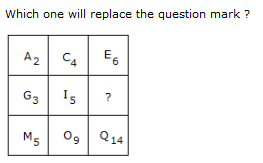 Which one will replace the question mark ?
A2 C4 E6
G3 I5 ?
M5 O9 Q14